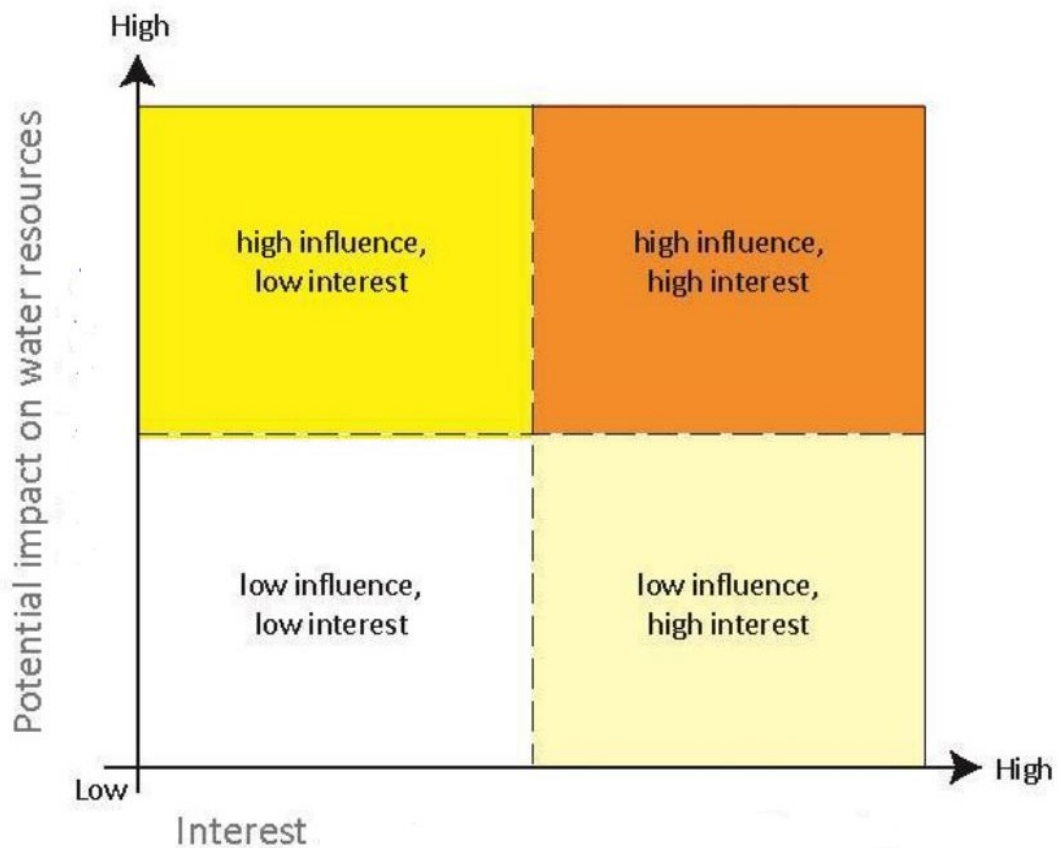 High
Potential impact on water resources
high influence,
low interest
high influence,
high interest
low influence,
low interest
low influence,
high interest
Low
High
Interest